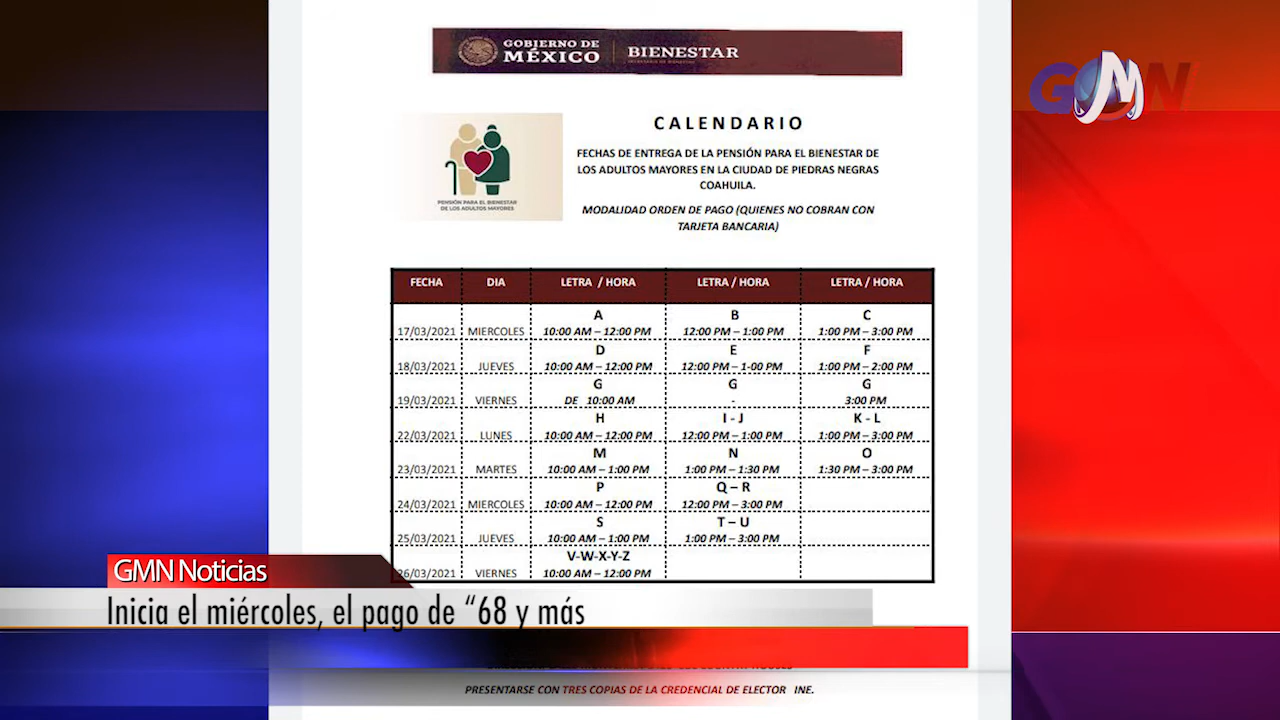 GOBIERNO DE MÉXICO | BIENESTAR
SECRETARÍA DE BIENESTAR
GMN
CALENDARIO
FECHAS DE ENTREGA DE LA PENSIÓN PARA EL BIENESTAR DE
LOS ADULTOS MAYORES EN LA CIUDAD DE PIEDRAS NEGRAS
COAHUILA.
PENSIÓN PARA EL BIENESTAR
DE LOS ADULTOS MAYORES
MODALIDAD ORDEN DE PAGO (QUIENES NO COBRAN CON
TARJETA BANCARIA)
FECHA DIA LETRA / HORA LETRA / HORA LETRA / HORA
A B C
17/03/2021 MIERCOLES 10:00 AM – 12:00 PM 12:00 PM – 1:00 PM 1:00 PM – 3:00 PM
D E F
18/03/2021 JUEVES 10:00 AM – 12:00 PM 12:00 PM – 1-00 PM 1:00 PM – 2:00 PM
G G G
19/03/2021 VIERNES DE 10:00 AM - 3:00 PM
H I - J K - L
22/03/2021 LUNES 10:00 AM – 12:00 PM 12:00 PM – 1:00 PM 1:00 PM – 3:00 PM
M N O
23/03/2021 MARTES 10:00 AM – 1:00 PM 1:00 PM – 1:30 PM 1:30 PM – 3:00 PM
P Q – R
24/03/2021 MIERCOLES 10:00 AM – 12:00 PM 12:00 PM – 3:00 PM
S T – U
25/03/2021 JUEVES 10:00 AM – 1:00 PM 1:00 PM – 3:00 PM
V-W-X-Y-Z
26/03/2021 VIERNES 10:00 AM – 12:00 PM
GMN Noticias
Inicia el miércoles, el pago de “68 y más
PRESENTARSE CON TRES COPIAS DE LA CREDENCIAL DE ELECTOR INE.